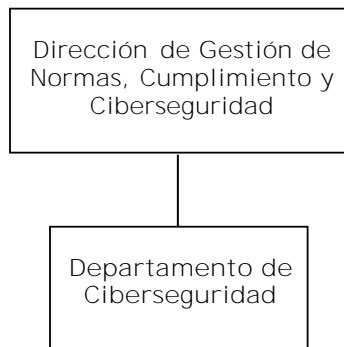 Dirección de Gestión de
Normas, Cumplimiento y
Ciberseguridad
Departamento de
Ciberseguridad